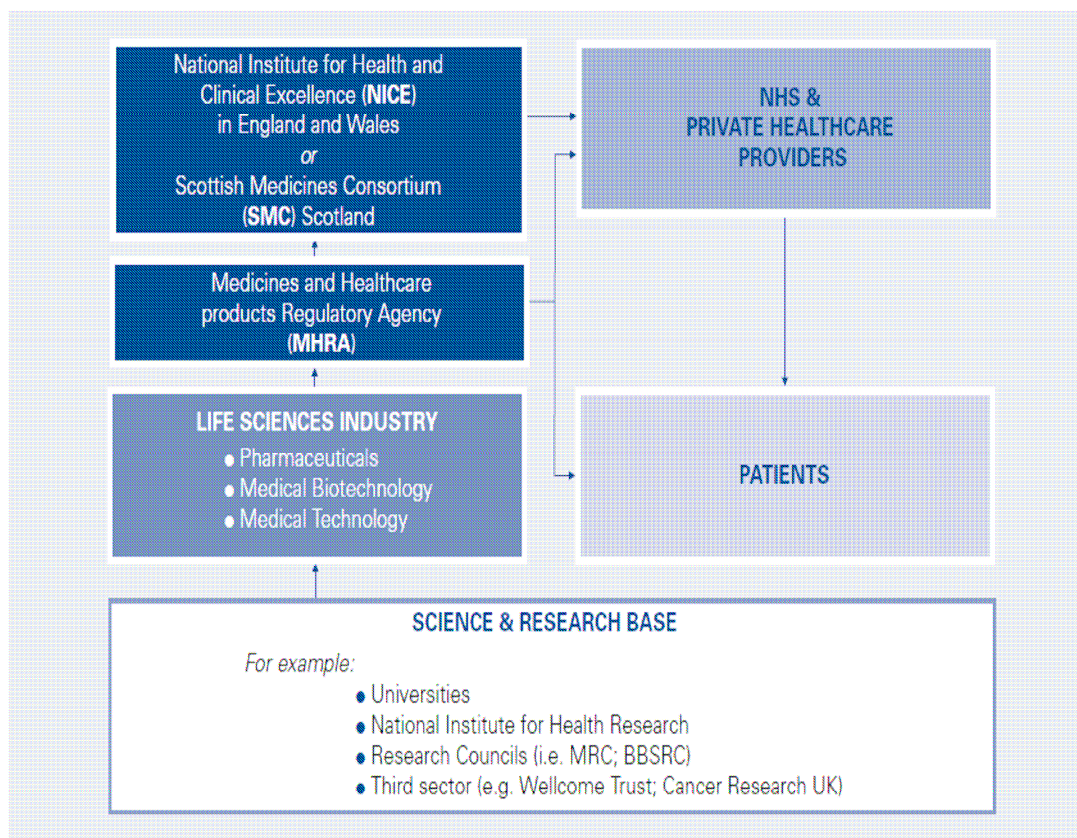 National Institute for Health and
Clinical Excellence (NICE)
in England and Wales
or
Scottish Medicines Consortium
(SMC) Scotland
NHS &
PRIVATE HEALTHCARE
PROVIDERS
Medicines and Healthcare
products Regulatory Agency
(MHRA)
LIFE SCIENCES INDUSTRY
● Pharmaceuticals
● Medical Biotechnology
● Medical Technology
PATIENTS
SCIENCE & RESEARCH BASE
For example:
● Universities
● National Institute for Health Research
● Research Councils (i.e. MRC; BBSRC)
● Third sector (e.g. Wellcome Trust; Cancer Research UK)